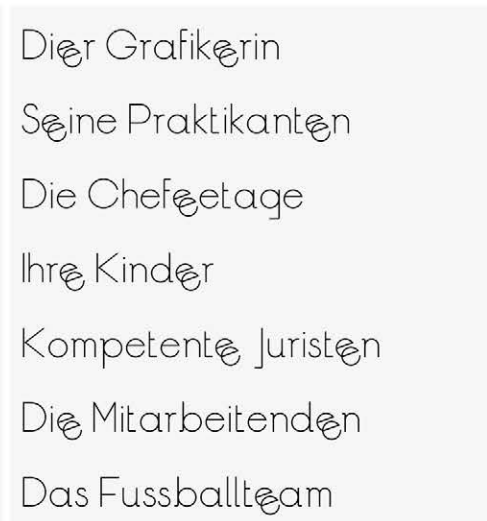 Dier Grafikerin
Seine Praktikanten
Die Chefeetage
Ihre Kinder
Kompetente Juristen
Die Mitarbeitenden
Das Fussballteam